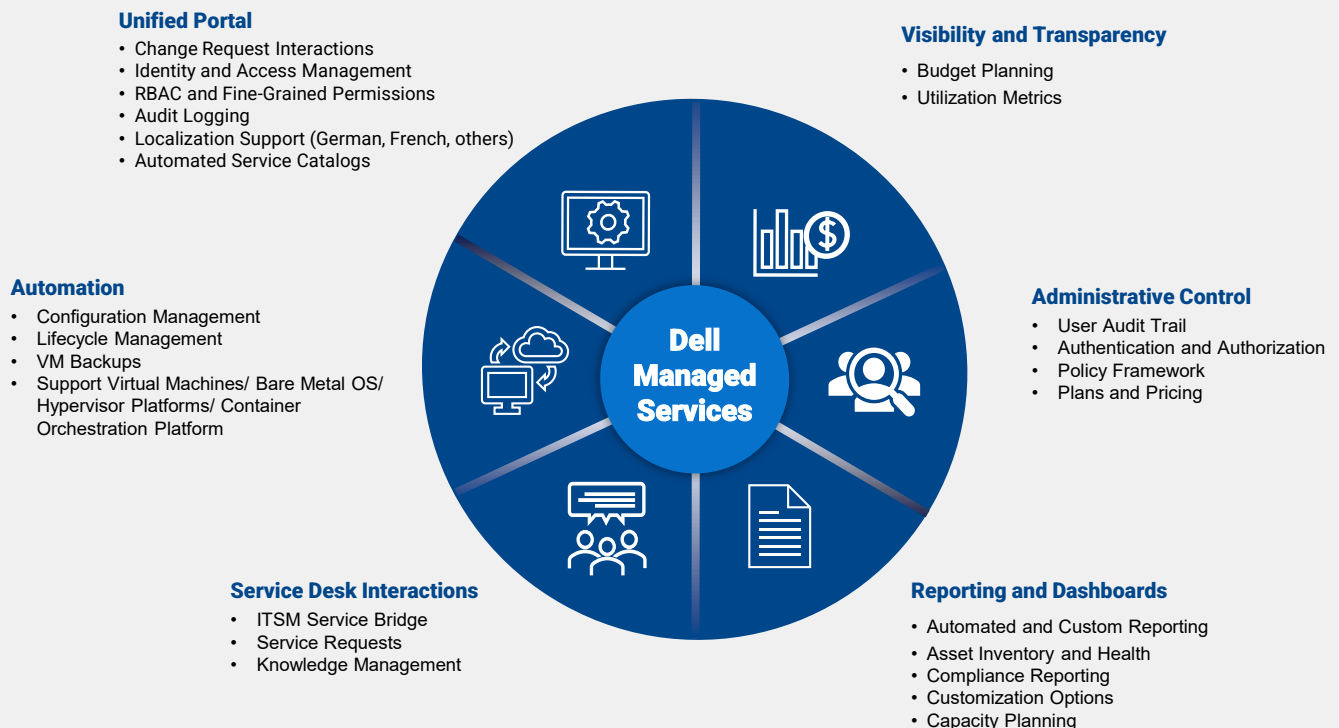 Unified Portal
• Change Request Interactions
• Identity and Access Management
• RBAC and Fine-Grained Permissions
• Audit Logging
• Localization Support (German, French, others)
• Automated Service Catalogs
Visibility and Transparency
• Budget Planning
• Utilization Metrics
Automation
• Configuration Management
• Lifecycle Management
• VM Backups
• Support Virtual Machines/ Bare Metal OS/
Hypervisor Platforms/ Container
Orchestration Platform
$
Dell
Managed
Services
Administrative Control
• User Audit Trail
• Authentication and Authorization
• Policy Framework
• Plans and Pricing
Service Desk Interactions
• ITSM Service Bridge
• Service Requests
• Knowledge Management
Reporting and Dashboards
• Automated and Custom Reporting
• Asset Inventory and Health
• Compliance Reporting
• Customization Options
• Capacity Planning